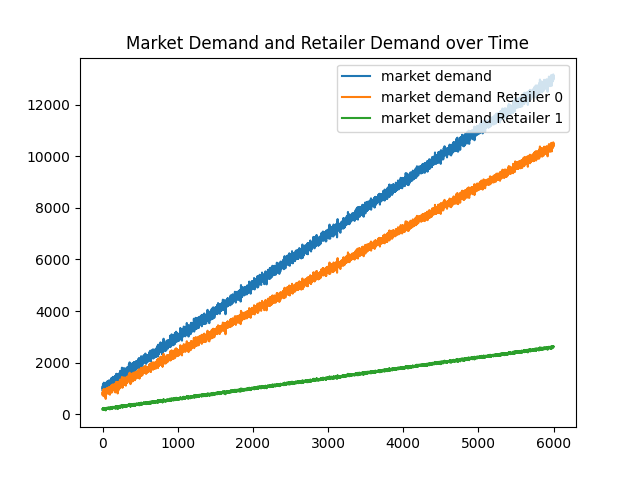 Market Demand and Retailer Demand over Time
market demand
market demand Retailer 0
market demand Retailer 1
12000
10000
8000
6000
4000
2000
0
0 1000 2000 3000 4000 5000 6000